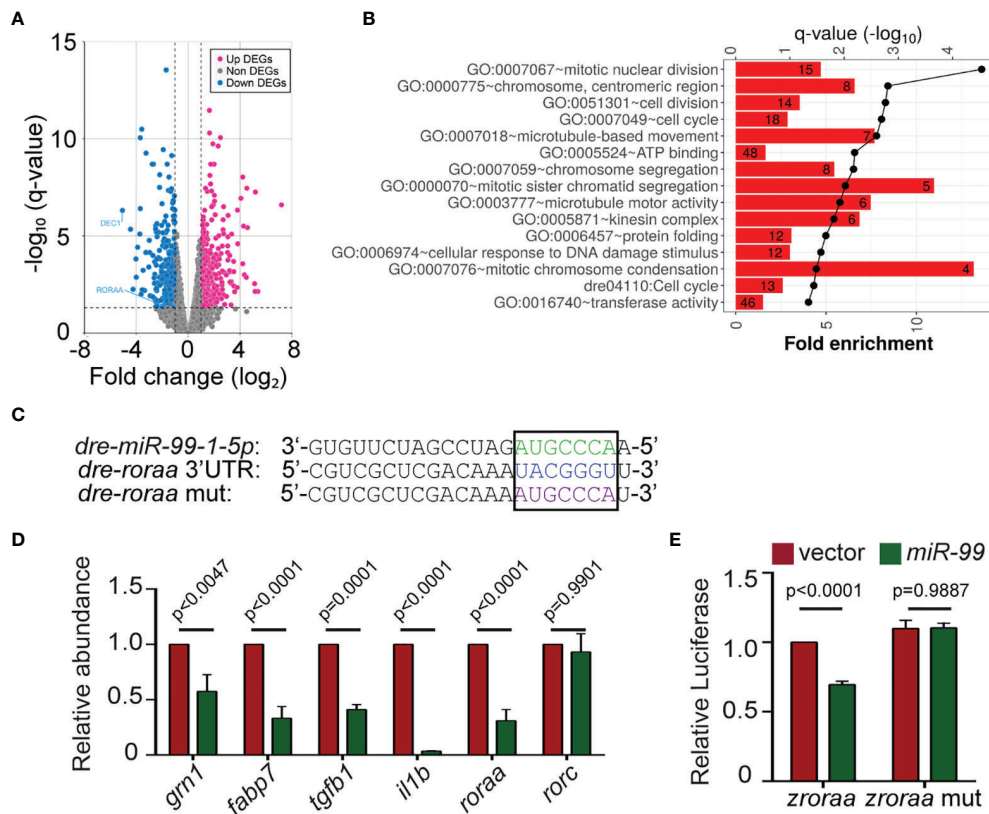 A
15
10
5
0
-8
-4
0
4
8
-log10 (q-value)
Fold change (log2)
Up DEGs
Non DEGs
Down DEGs
DEC1
RORAA
B
q-value (-log10)
0
1
2
3
4
GO:0007067~mitotic nuclear division 15
GO:0000775~chromosome, centromeric region 8
GO:0051301~cell division 14
GO:0007049~cell cycle 18
GO:0007018~microtubule-based movement 7
GO:0005524~ATP binding 48
GO:0007059~chromosome segregation 8
GO:0000070~mitotic sister chromatid segregation 5
GO:0003777~microtubule motor activity 6
GO:0005871~kinesin complex 6
GO:0006457~protein folding 12
GO:0006974~cellular response to DNA damage stimulus 12
GO:0007076~mitotic chromosome condensation 4
dre04110:Cell cycle 13
GO:0016740~transferase activity 46
0
5
10
Fold enrichment
C
dre-miR-99-1-5p: 3‘-GUGUUCUAGCCUAGAUGCCCAA-5’
dre-roraa 3’UTR: 5’-CGUCGCUCGACAAAUACGGGUU-3’
dre-roraa mut: 5’-CGUCGCUCGACAAAAUGCCCAU-3’
D
Relative abundance
1.5
1.0
0.5
0
p<0.0047
p<0.0001
p=0.0001
p<0.0001
p<0.0001
p=0.9901
grn1
fabp7
tgfb1
il1b
roraa
rorc
E
vector
miR-99
Relative Luciferase
1.5
1.0
0.5
0
p<0.0001
p=0.9887
zroraa
zroraa mut